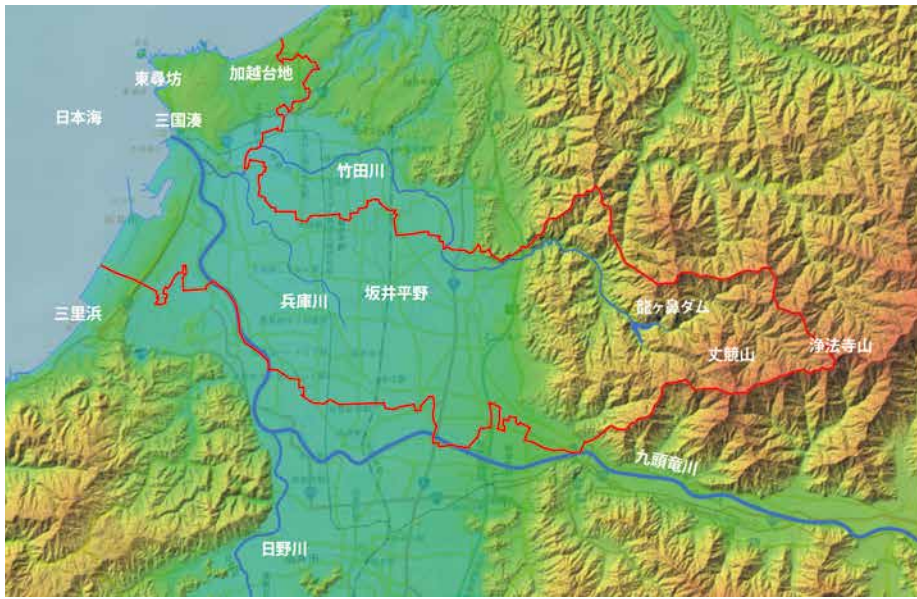 東尋坊
加越台地
日本海
三国湊
竹田川
兵庫川
坂井平野
三里浜
龍ヶ鼻ダム
丈競山
浄法寺山
九頭竜川
日野川